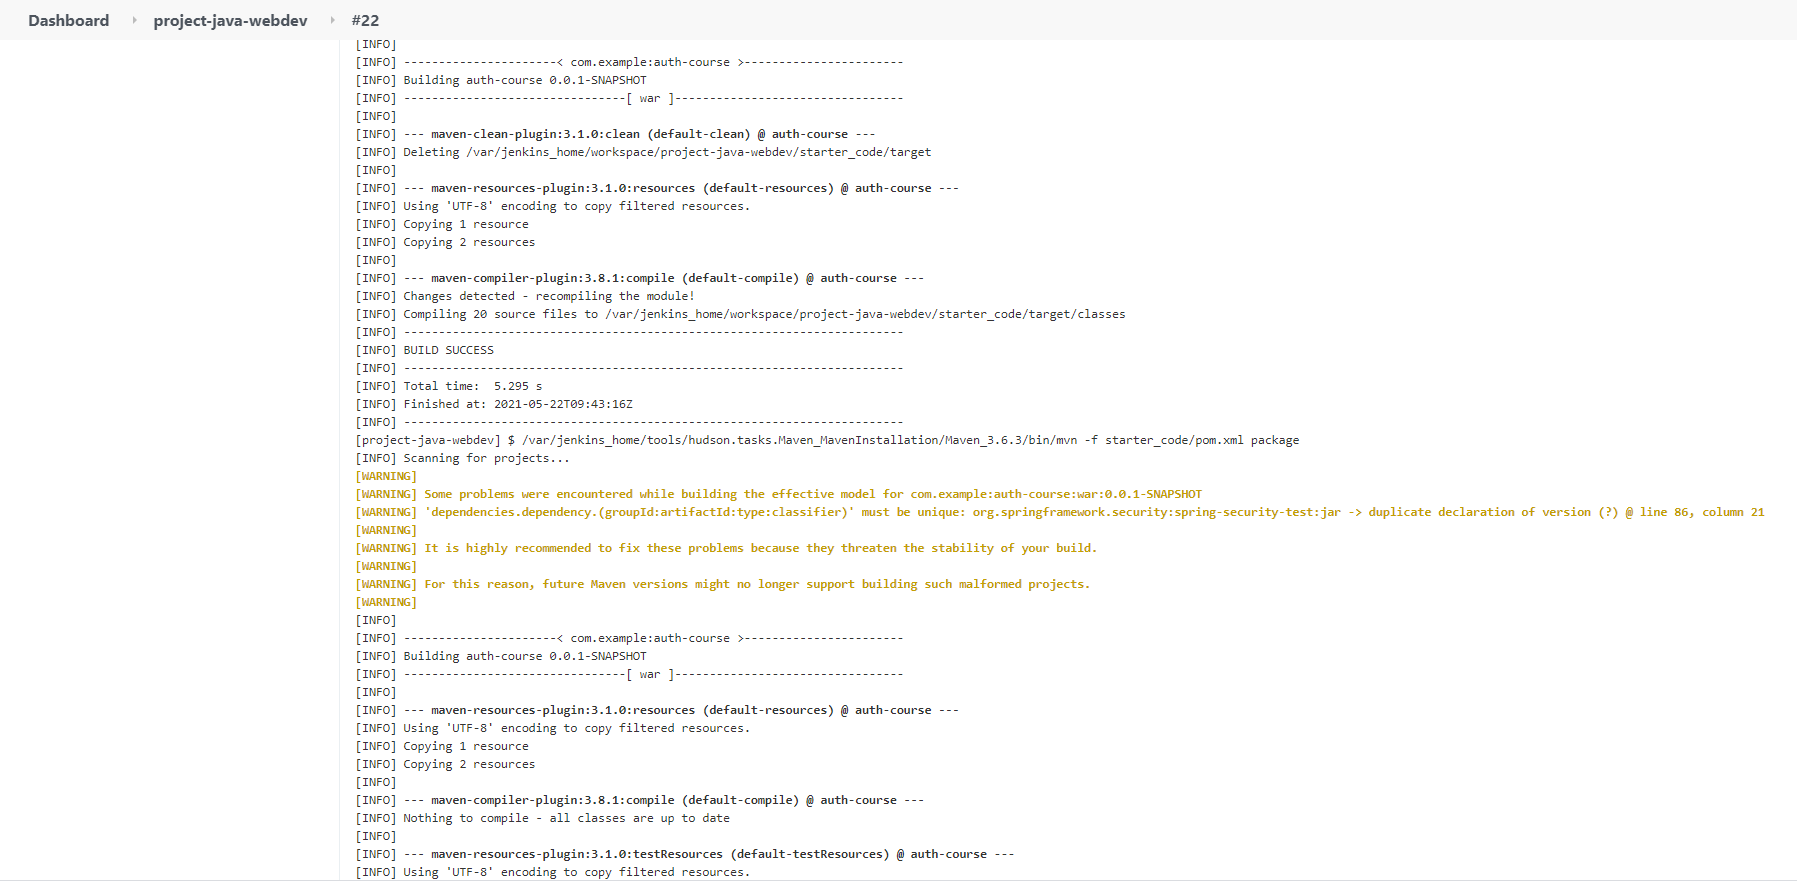 Dashboard project-java-webdev #22
[INFO]
[INFO] ----------------------< com.example:auth-course >-----------------------
[INFO] Building auth-course 0.0.1-SNAPSHOT
[INFO] --------------------------------[ war ]---------------------------------
[INFO]
[INFO] --- maven-clean-plugin:3.1.0:clean (default-clean) @ auth-course ---
[INFO] Deleting /var/jenkins_home/workspace/project-java-webdev/starter_code/target
[INFO]
[INFO] --- maven-resources-plugin:3.1.0:resources (default-resources) @ auth-course ---
[INFO] Using 'UTF-8' encoding to copy filtered resources.
[INFO] Copying 1 resource
[INFO] Copying 2 resources
[INFO]
[INFO] --- maven-compiler-plugin:3.8.1:compile (default-compile) @ auth-course ---
[INFO] Changes detected - recompiling the module!
[INFO] Compiling 20 source files to /var/jenkins_home/workspace/project-java-webdev/starter_code/target/classes
[INFO] ------------------------------------------------------------------------
[INFO] BUILD SUCCESS
[INFO] ------------------------------------------------------------------------
[INFO] Total time:  5.295 s
[INFO] Finished at: 2021-05-22T09:43:16Z
[INFO] ------------------------------------------------------------------------
[project-java-webdev] $ /var/jenkins_home/tools/hudson.tasks.Maven_MavenInstallation/Maven_3.6.3/bin/mvn -f starter_code/pom.xml package
[INFO] Scanning for projects...
[WARNING]
[WARNING] Some problems were encountered while building the effective model for com.example:auth-course:war:0.0.1-SNAPSHOT
[WARNING] 'dependencies.dependency.(groupId:artifactId:type:classifier)' must be unique: org.springframework.security:spring-security-test:jar -> duplicate declaration of version (?) @ line 86, column 21
[WARNING]
[WARNING] It is highly recommended to fix these problems because they threaten the stability of your build.
[WARNING]
[WARNING] For this reason, future Maven versions might no longer support building such malformed projects.
[WARNING]
[INFO]
[INFO] ----------------------< com.example:auth-course >-----------------------
[INFO] Building auth-course 0.0.1-SNAPSHOT
[INFO] --------------------------------[ war ]---------------------------------
[INFO]
[INFO] --- maven-resources-plugin:3.1.0:resources (default-resources) @ auth-course ---
[INFO] Using 'UTF-8' encoding to copy filtered resources.
[INFO] Copying 1 resource
[INFO] Copying 2 resources
[INFO]
[INFO] --- maven-compiler-plugin:3.8.1:compile (default-compile) @ auth-course ---
[INFO] Nothing to compile - all classes are up to date
[INFO]
[INFO] --- maven-resources-plugin:3.1.0:testResources (default-testResources) @ auth-course ---
[INFO] Using 'UTF-8' encoding to copy filtered resources.